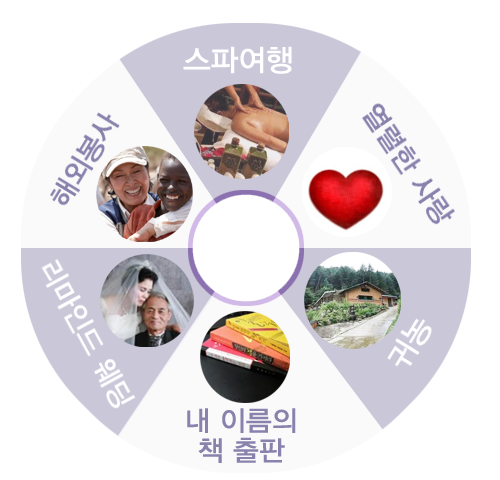 스파여행
열렬한 사랑
귀농
내 이름의
책 출판
리마인드 웨딩
해외봉사